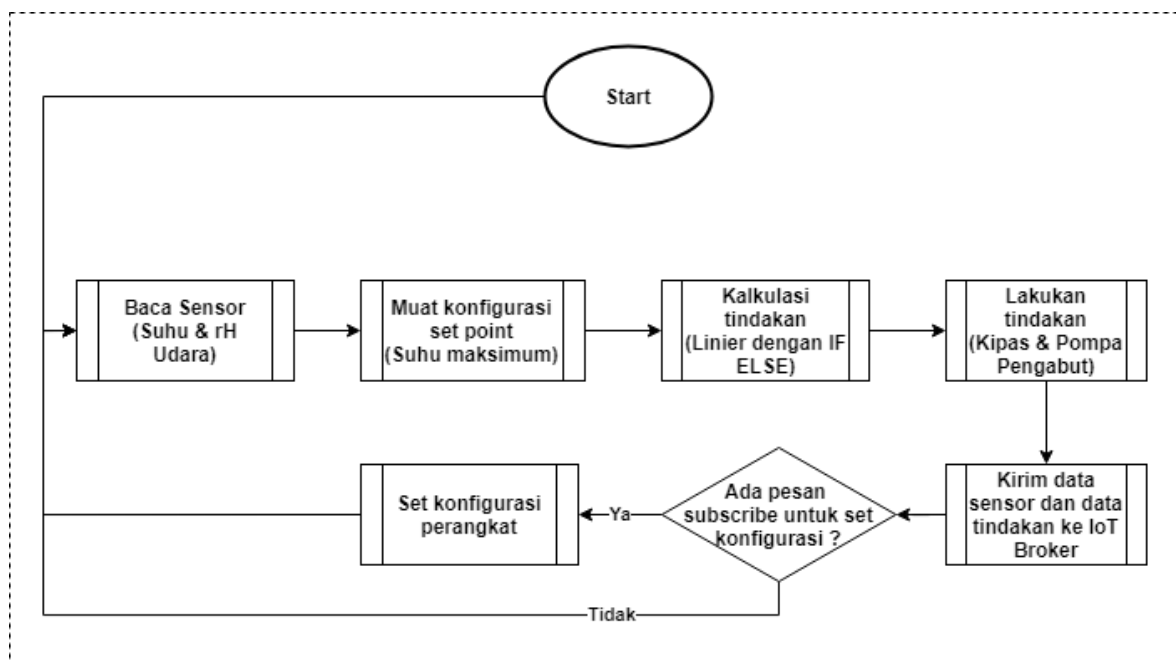 Start
Baca Sensor
(Suhu & rH
Udara)
Muat konfigurasi
set point
(Suhu maksimum)
Kalkulasi
tindakan
(Linier dengan IF
ELSE)
Lakukan
tindakan
(Kipas & Pompa
Pengabut)
Kirim data
sensor dan data
tindakan ke IoT
Broker
Ada pesan
subscribe untuk set
konfigurasi ?
Ya
Set konfigurasi
perangkat
Tidak